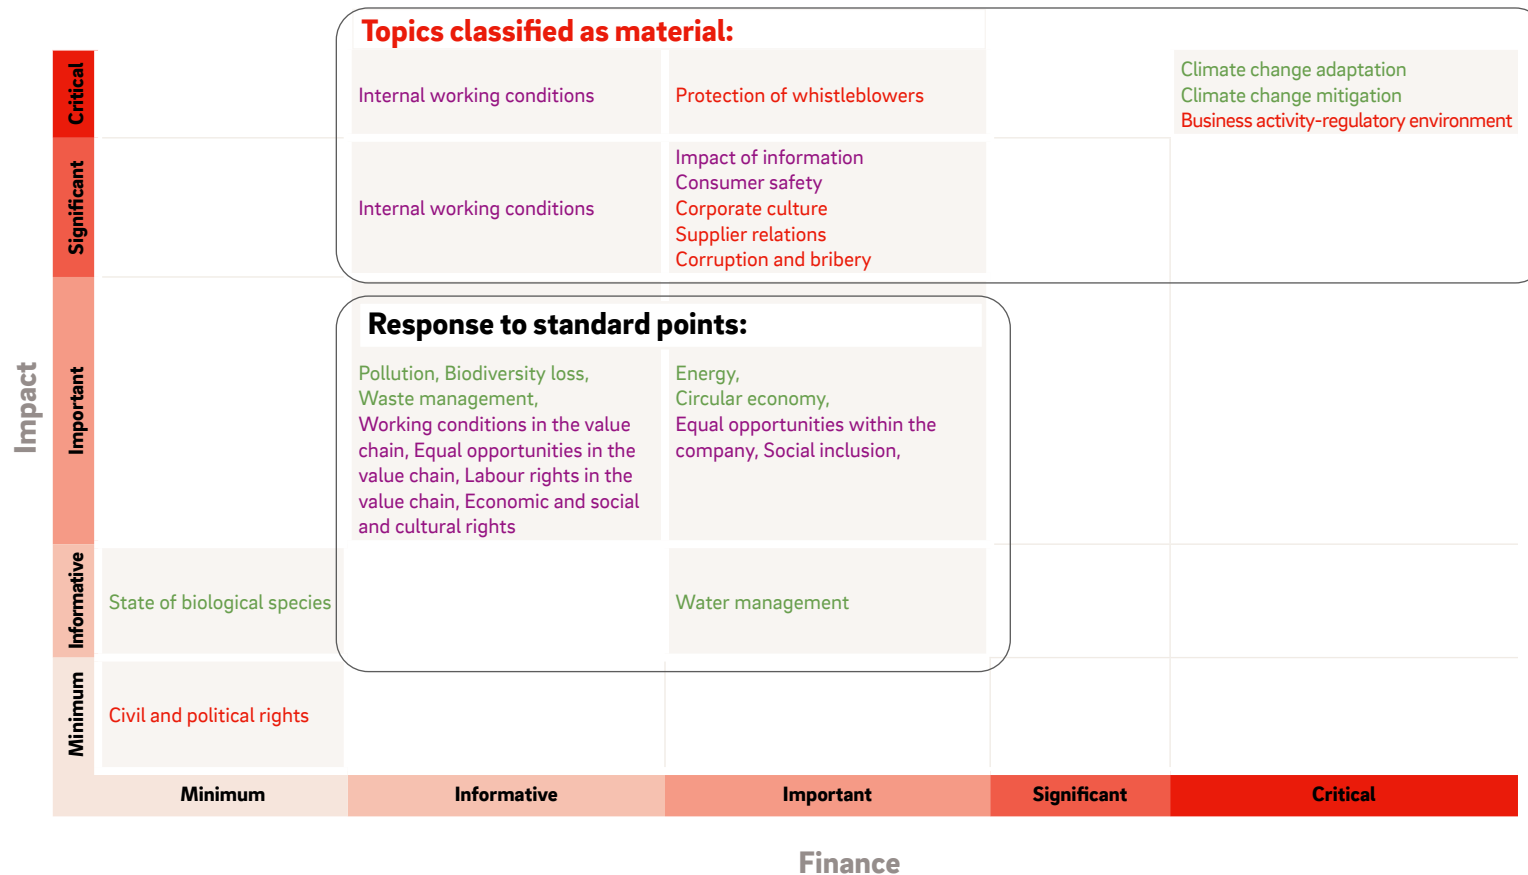 Topics classified as material:
Critical
Internal working conditions
Protection of whistleblowers
Climate change adaptation
Climate change mitigation
Business activity-regulatory environment
Significant
Internal working conditions
Impact of information
Consumer safety
Corporate culture
Supplier relations
Corruption and bribery
Impact
Important
Response to standard points:
Pollution, Biodiversity loss,
Waste management,
Working conditions in the value
chain, Equal opportunities in the
value chain, Labour rights in the
value chain, Economic and social
and cultural rights
Energy,
Circular economy,
Equal opportunities within the
company, Social inclusion,
Informative
State of biological species
Water management
Minimum
Civil and political rights
Minimum
Informative
Important
Significant
Critical
Finance